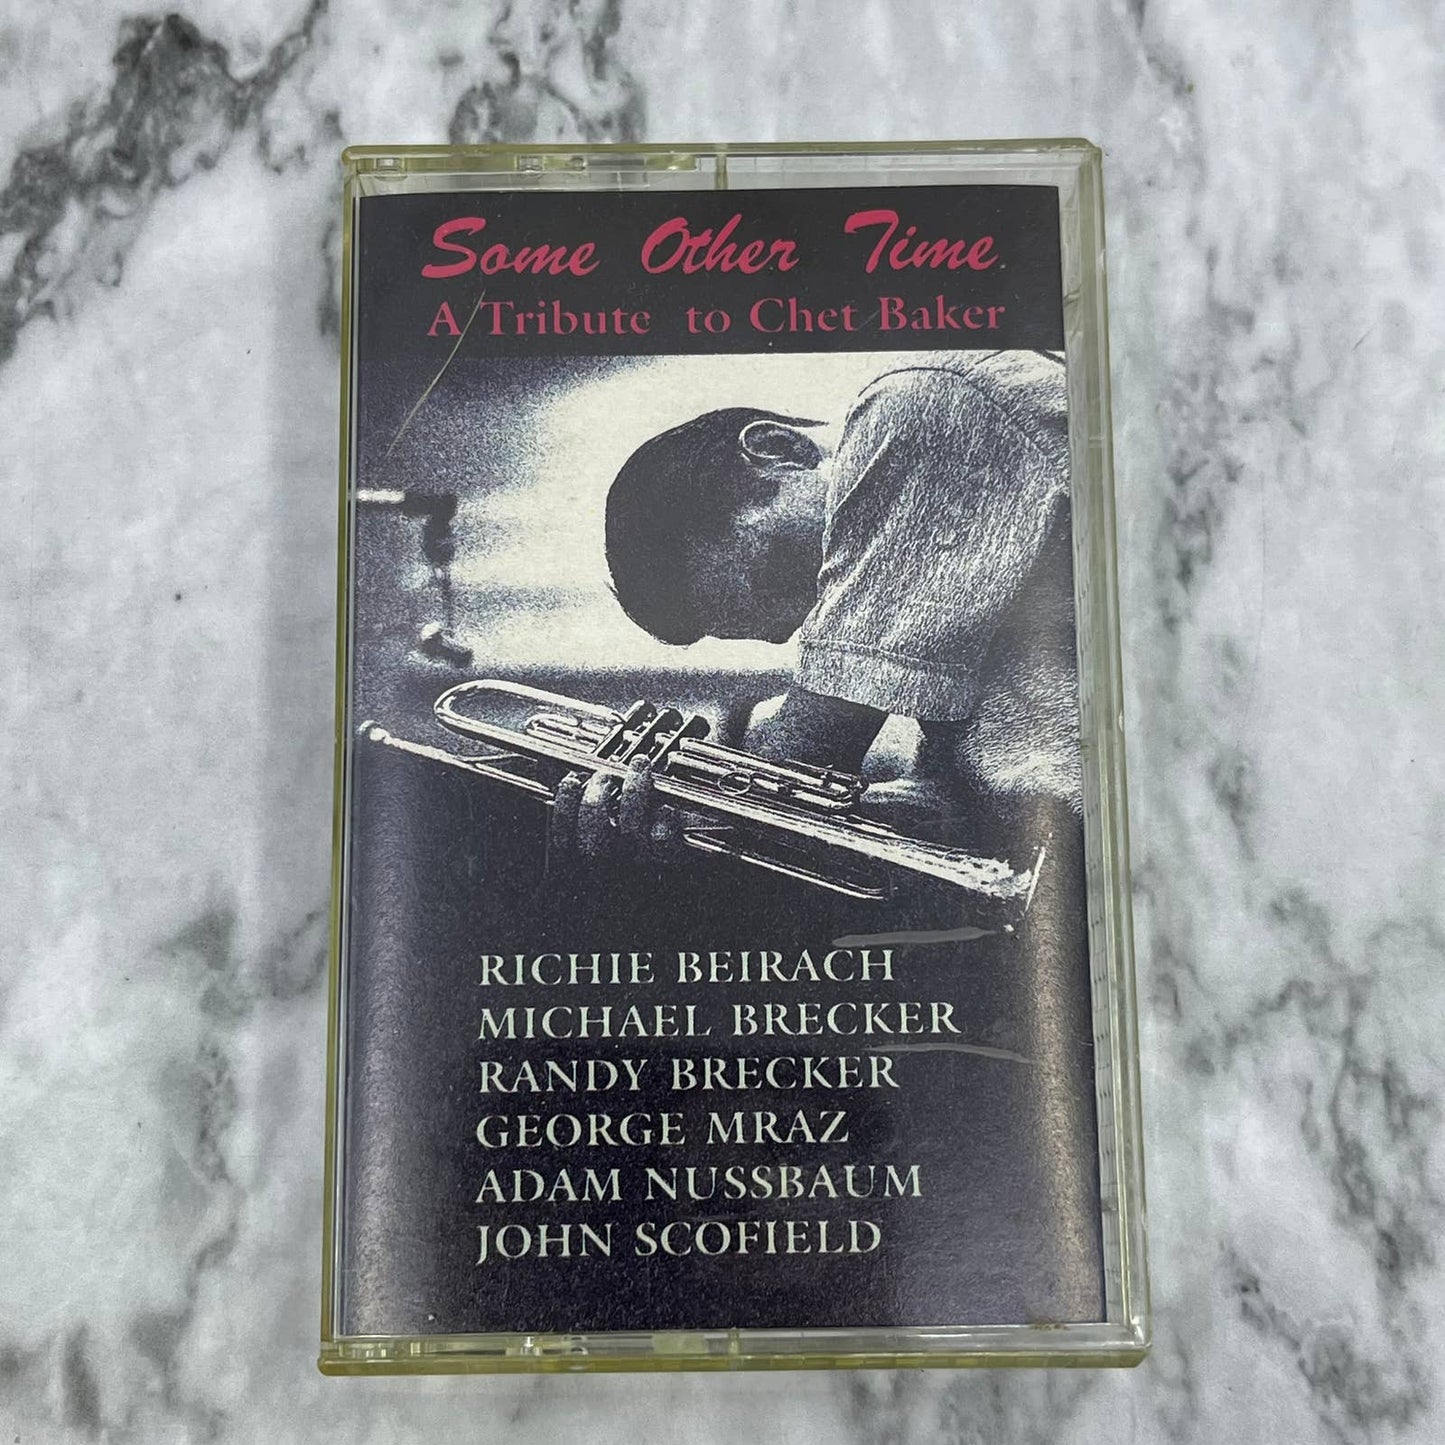 Some Other Time
A Tribute to Chet Baker
RICHIE BEIRACH
MICHAEL BRECKER
RANDY BRECKER
GEORGE MRAZ
ADAM NUSSBAUM
JOHN SCOFIELD